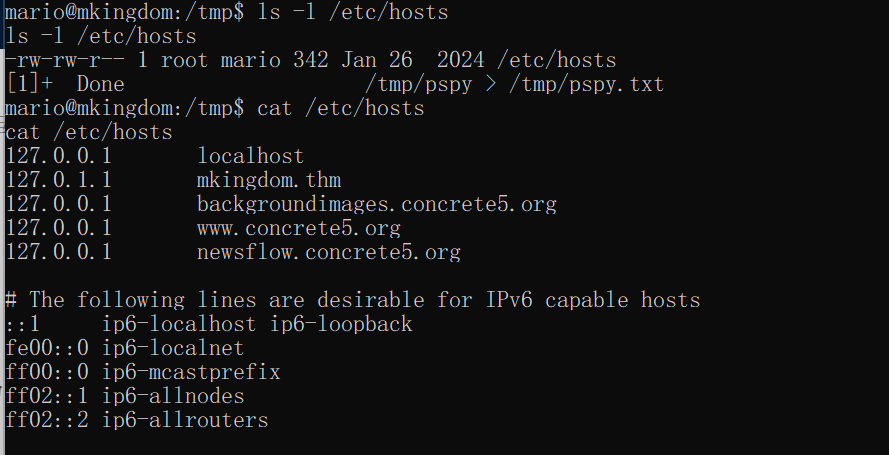 mario@mkingdom:/tmp$ ls -l /etc/hosts
ls -l /etc/hosts
-rw-rw-r-- 1 root mario 342 Jan 26  2024 /etc/hosts
[1]+  Done                    /tmp/pspy > /tmp/pspy.txt
mario@mkingdom:/tmp$ cat /etc/hosts
cat /etc/hosts
127.0.0.1       localhost
127.0.1.1       mkingdom.thm
127.0.0.1       backgroundimages.concrete5.org
127.0.0.1       www.concrete5.org
127.0.0.1       newsflow.concrete5.org

# The following lines are desirable for IPv6 capable hosts
::1     ip6-localhost ip6-loopback
fe00::0 ip6-localnet
ff00::0 ip6-mcastprefix
ff02::1 ip6-allnodes
ff02::2 ip6-allrouters